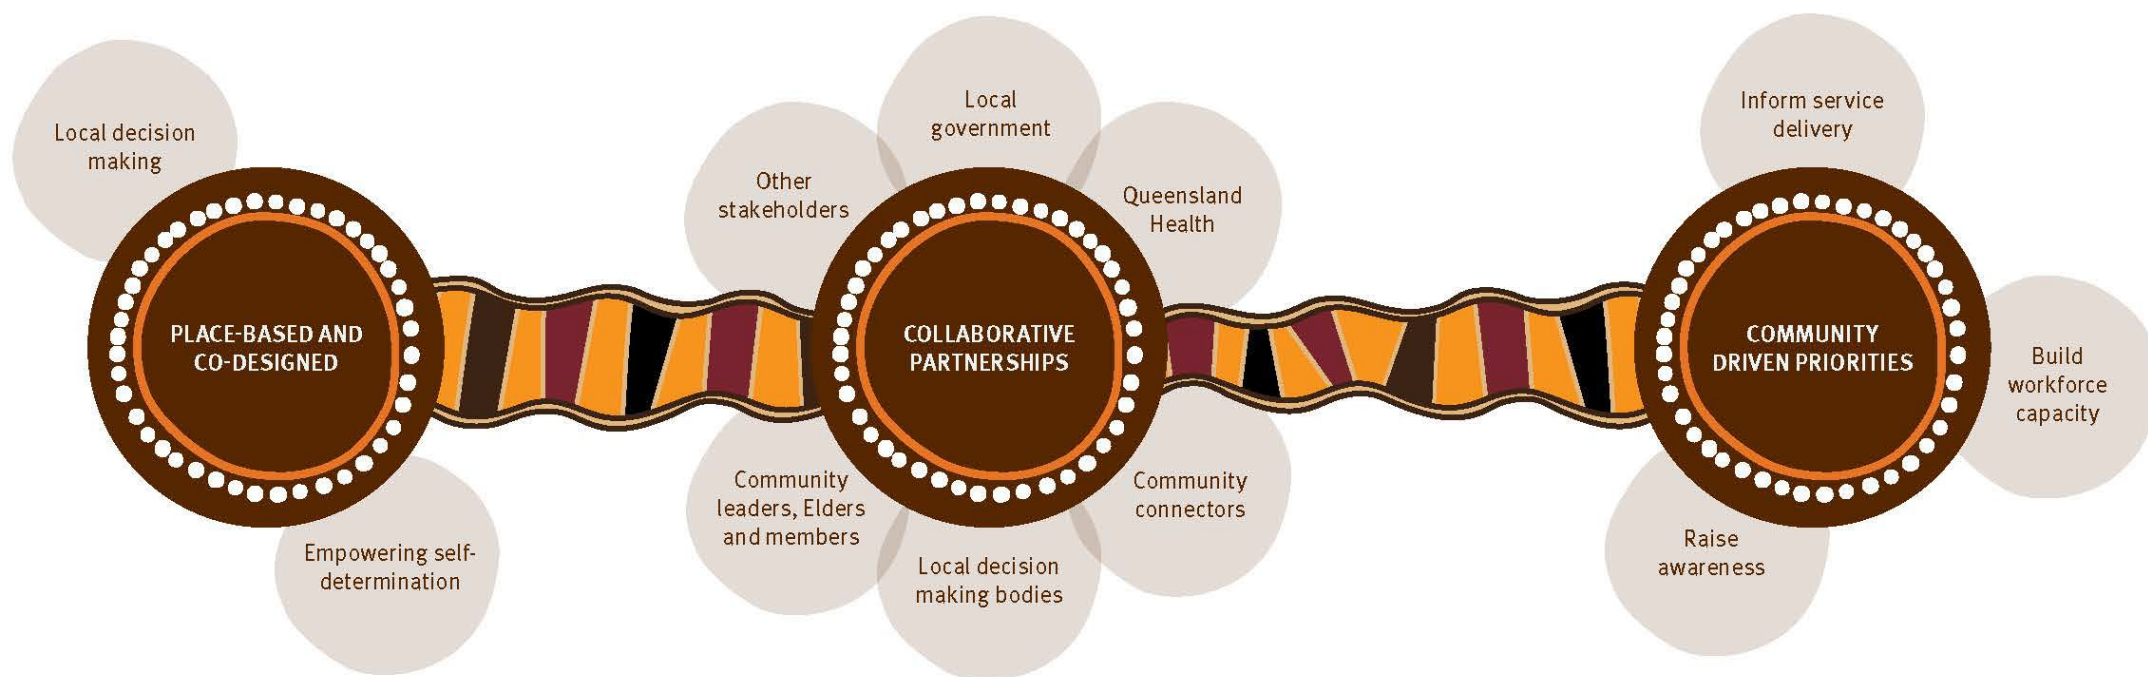 Local decision
making
PLACE-BASED AND
CO-DESIGNED
Empowering self-
determination
Other
stakeholders
Local
government
Queensland
Health
COLLABORATIVE
PARTNERSHIPS
Community
leaders, Elders
and members
Local decision
making bodies
Community
connectors
Inform service
delivery
COMMUNITY
DRIVEN PRIORITIES
Build
workforce
capacity
Raise
awareness